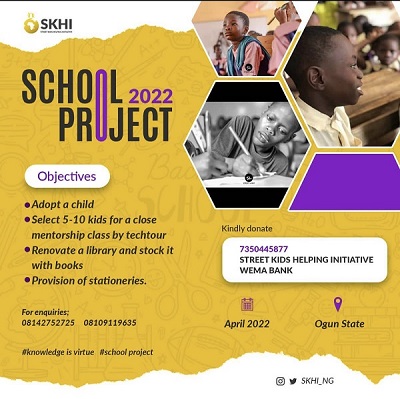 SKHI
SCHOOL 2022
PROJECT
Objectives
Adopt a child
Select 5-10 kids for a close
mentorship class by techtour
Renovate a library and stock it
with books
Provision of stationeries.
Kindly donate
7350445877
STREET KIDS HELPING INITIATIVE
WEMA BANK
For enquiries;
08142752725 08109119635
April 2022
Ogun State
#knowledge is virtue #school project
SKHI_NG